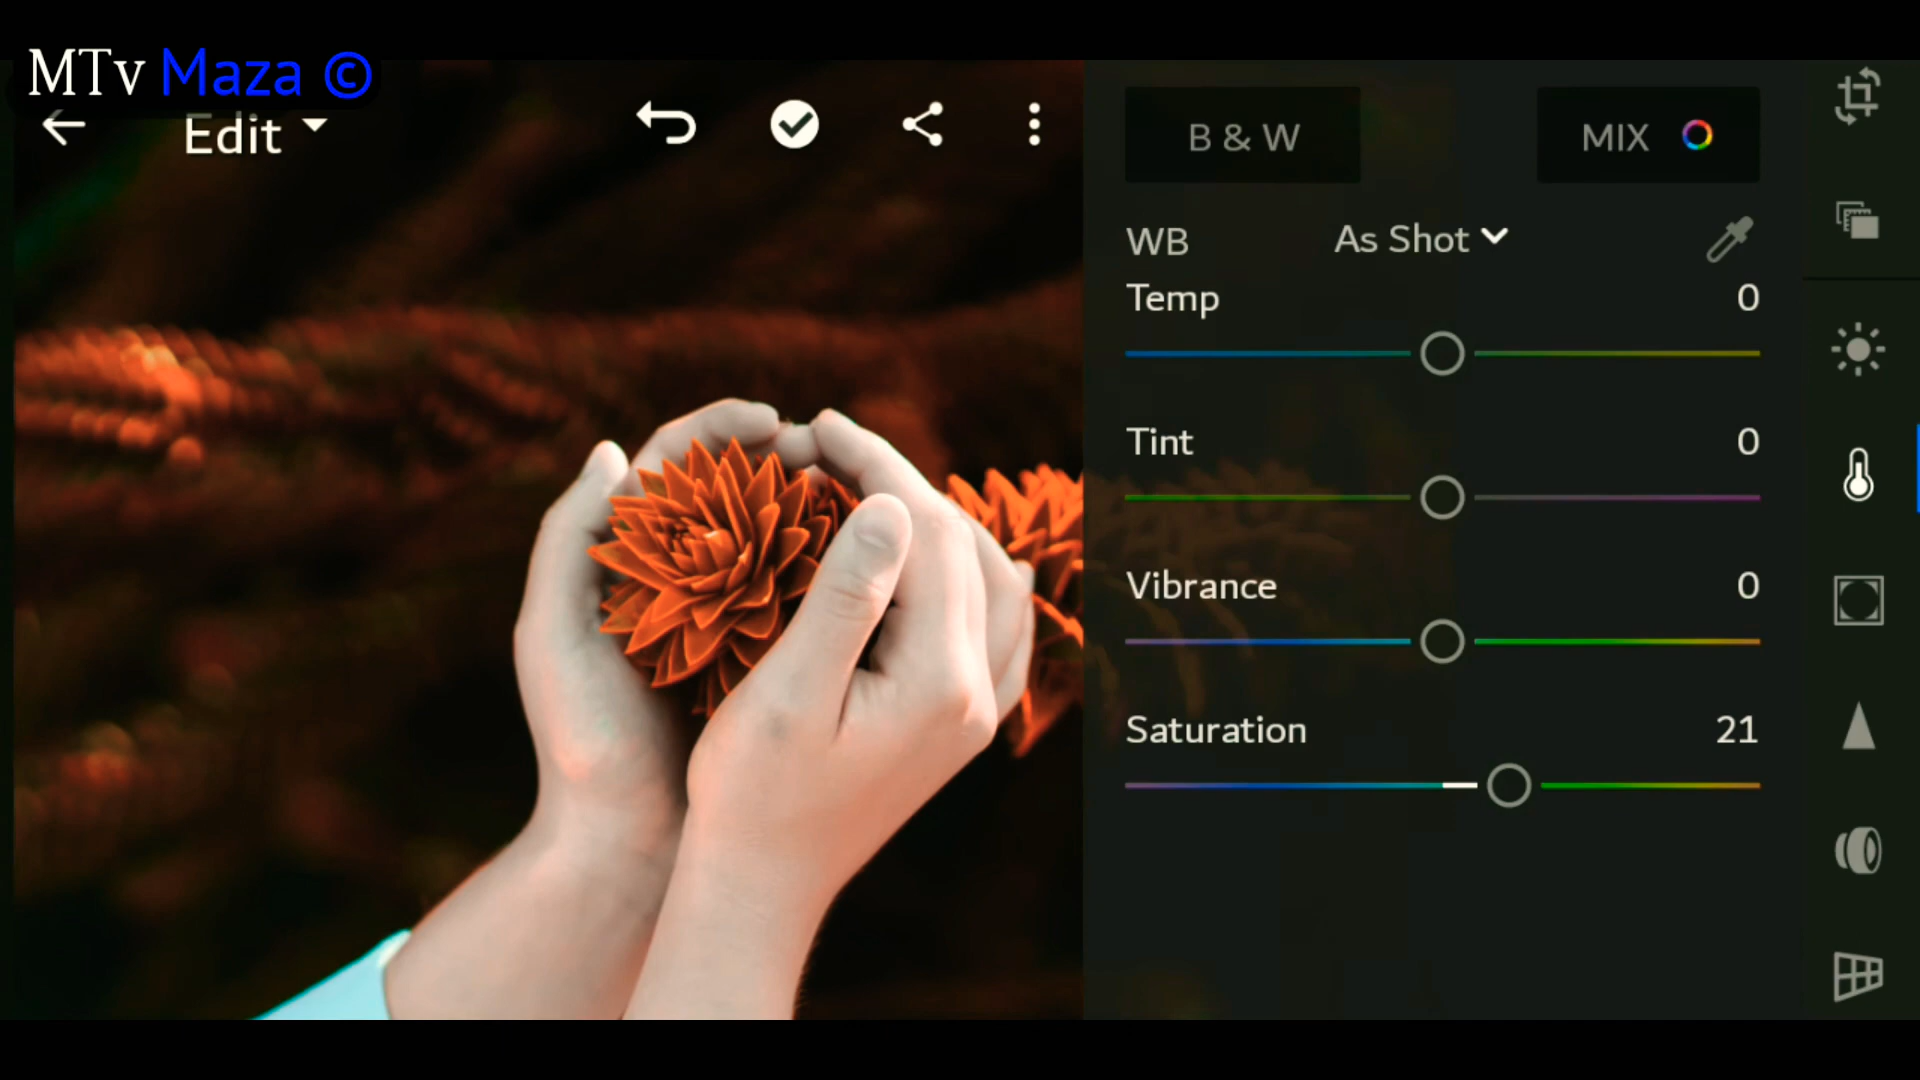 MTv Maza ©
Edit
B & W
MIX
WB
As Shot
Temp
0
Tint
0
Vibrance
0
Saturation
21